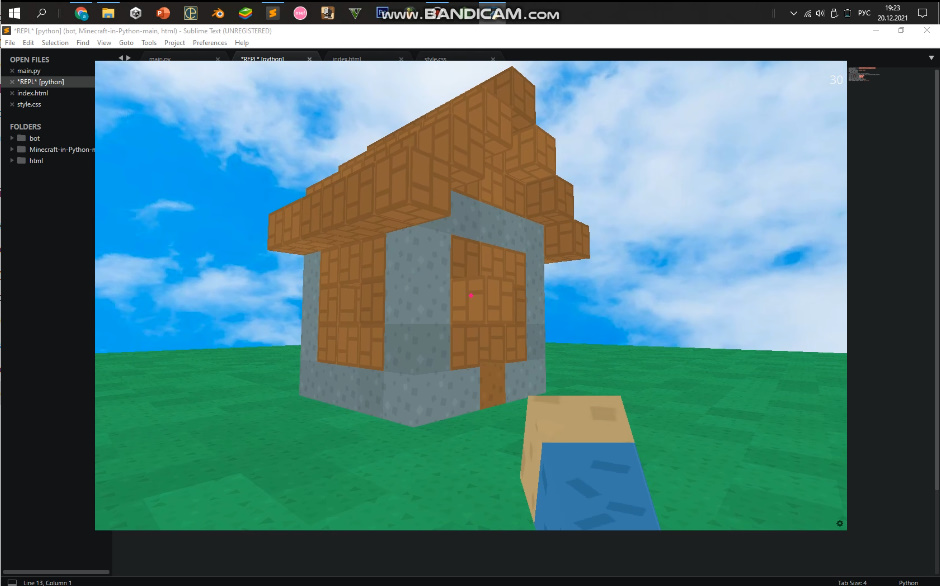 www.BANDICAM.com
РУС
19:23
20.12.2021
*REPL* [python] (bot, Minecraft-in-Python-main, html) - Sublime Text (UNREGISTERED)
File Edit Selection Find View Goto Tools Project Preferences Help
OPEN FILES
main.py
*REPL* [python]
index.html
style.css
FOLDERS
bot
Minecraft-in-Python-m
html
main.py
*REPL* [python]
index.html
style.css
30
Line 13, Column 1
Tab Size: 4
Python